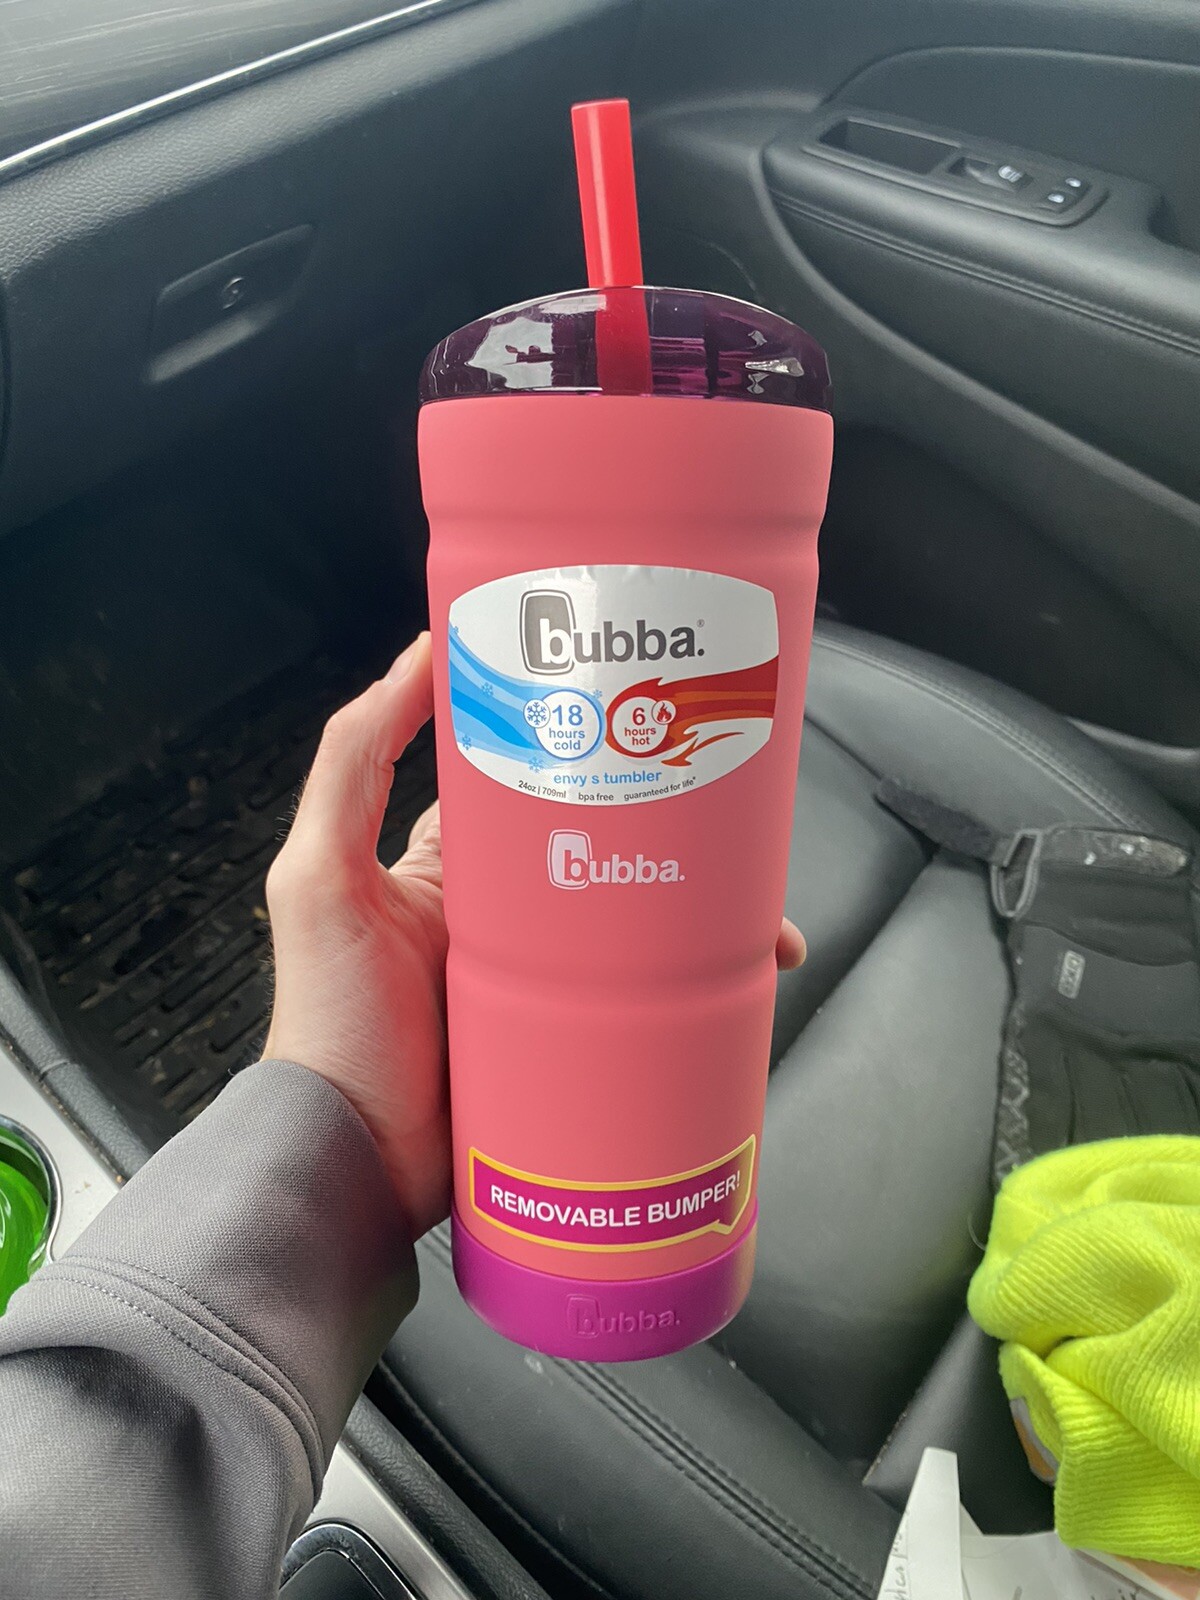 bubba.®
18
hours
cold
6
hours
hot
envy s tumbler
24oz | 709ml bpa free guaranteed for life*
bubba.
REMOVABLE BUMPER!
bubba.